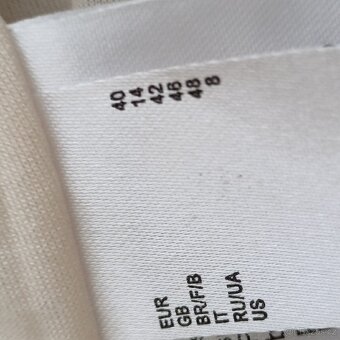 EUR 40
GB 14
BR/F/B 42
IT 46
RU/UA 48
US 8